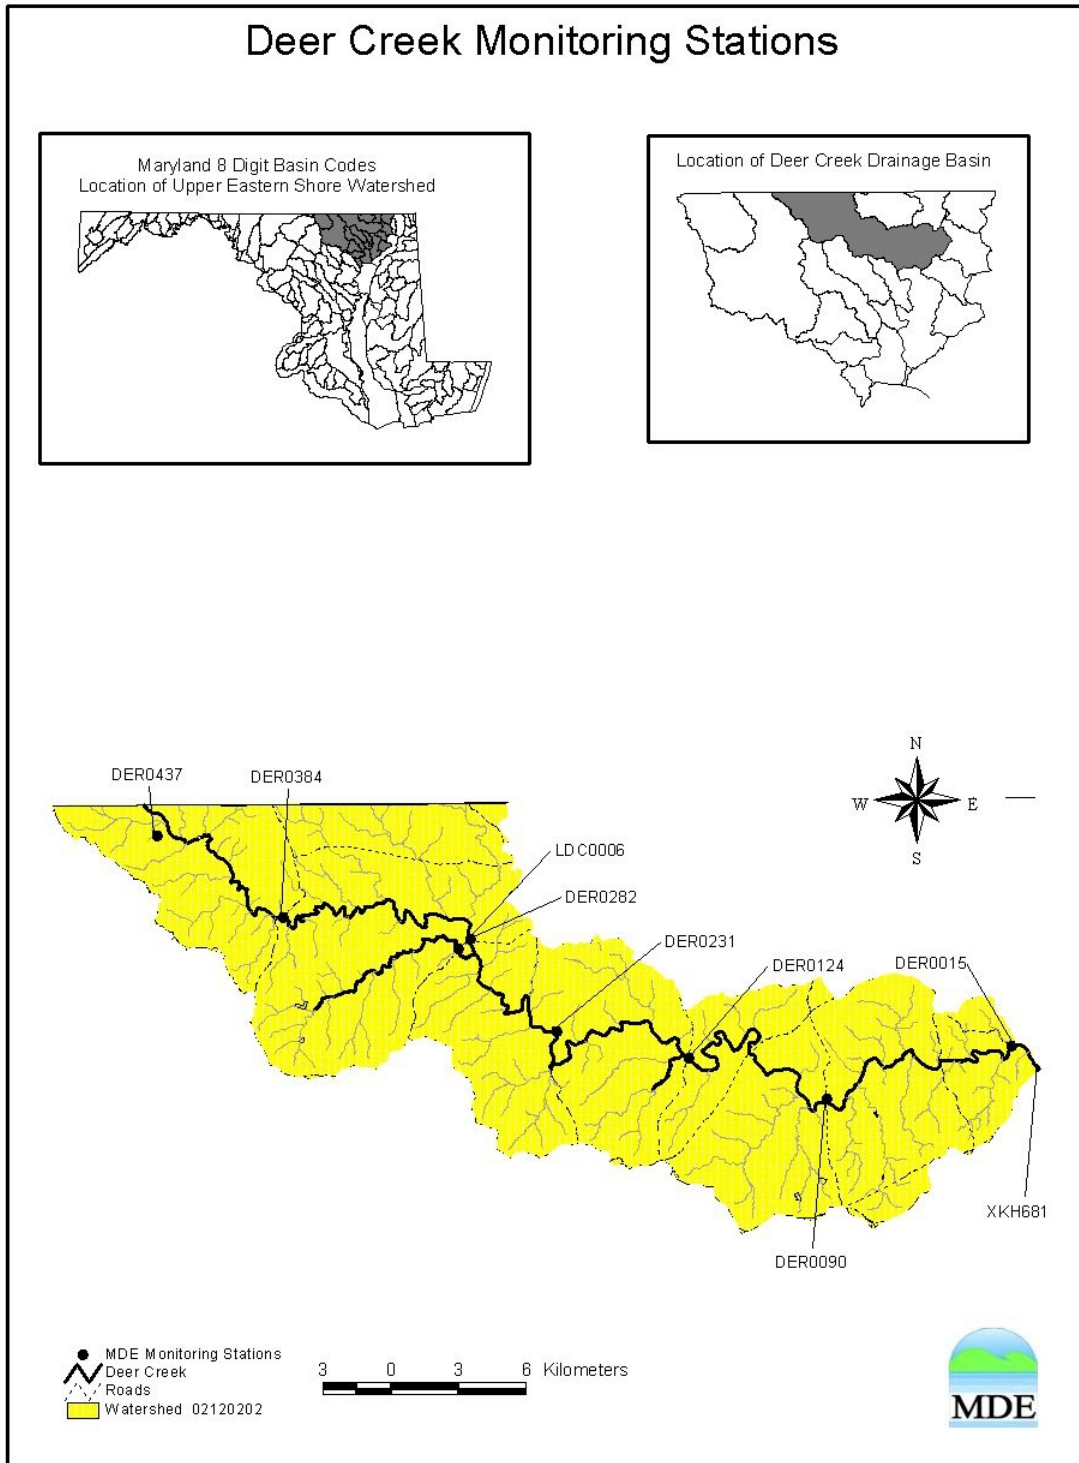 Deer Creek Monitoring Stations
Maryland 8 Digit Basin Codes
Location of Upper Eastern Shore Watershed
Location of Deer Creek Drainage Basin
N
W
E
S
DER0437
DER0384
LDC0006
DER0282
DER0231
DER0124
DER0015
XKH681
DER0090
MDE Monitoring Stations
Deer Creek
Roads
Watershed 02120202
3 0 3 6 Kilometers
MDE